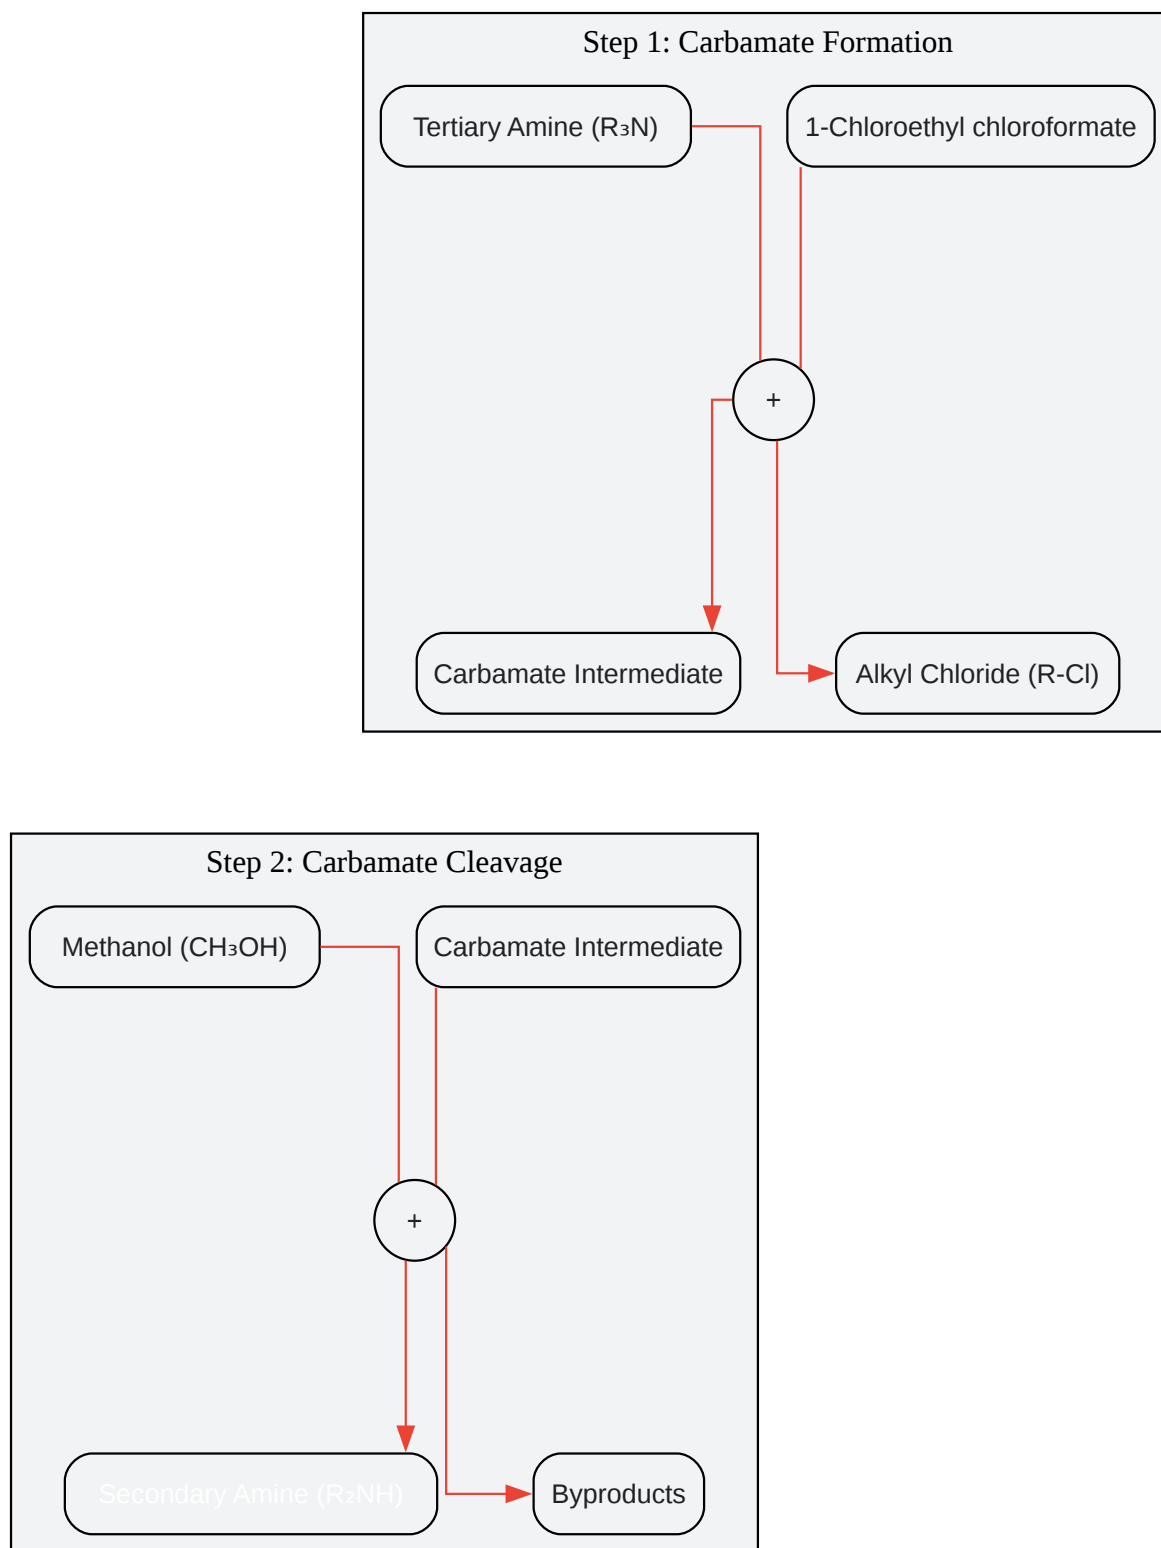 Step 1: Carbamate Formation
Tertiary Amine (R₃N)
1-Chloroethyl chloroformate
+
Carbamate Intermediate
Alkyl Chloride (R-Cl)
Step 2: Carbamate Cleavage
Methanol (CH₃OH)
Carbamate Intermediate
+
Secondary Amine (R₂NH)
Byproducts